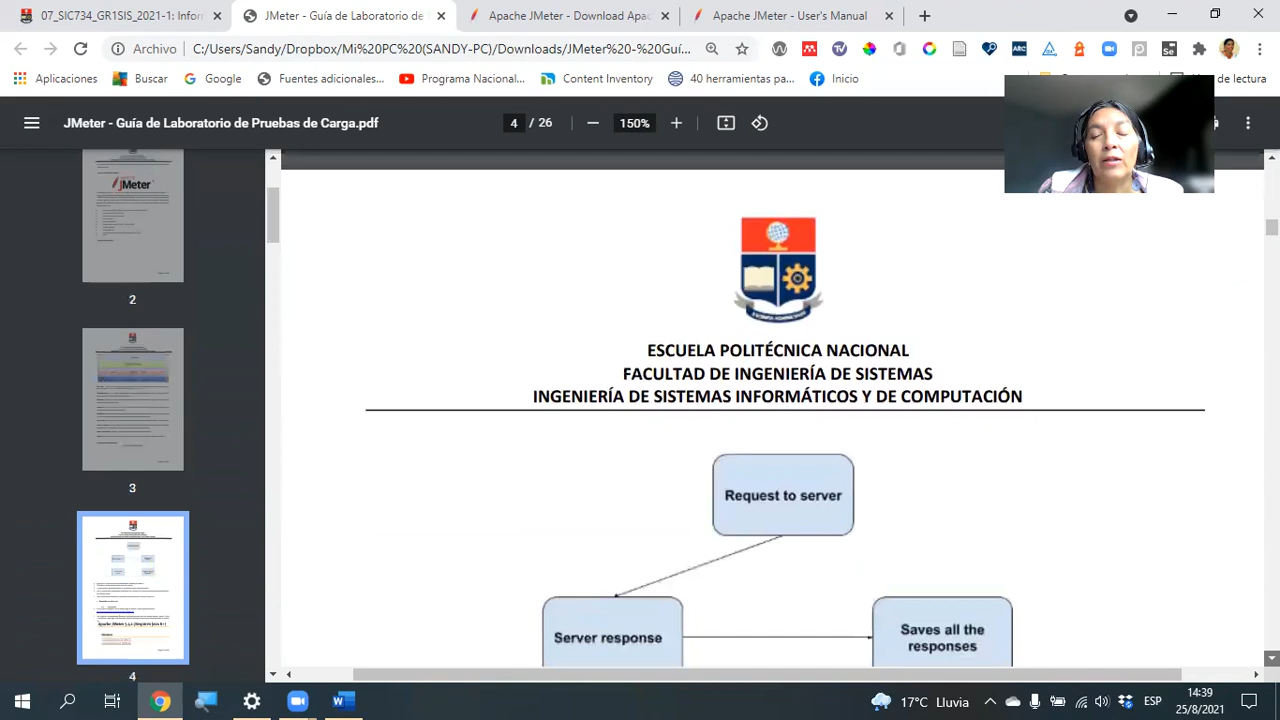 07_SIC734_GR1SIS_2021-1: Inform
JMeter - Guía de Laboratorio de
Apache JMeter - Download Apac
Apache JMeter - User's Manual
Archivo
C:/Users/Sandy/Dropbox/Mi%20PC%20(SANDY-PC)/Downloads/JMeter%20-%20Guí...
Aplicaciones
Buscar
Google
Fuentes adicionales...
Programa Nacional...
Content Inventory
40 herramientas pa...
Inicio
de lectura
JMeter - Guía de Laboratorio de Pruebas de Carga.pdf
4 / 26
150%
JMeter
2
3
4
ESCUELA POLITÉCNICA NACIONAL
FACULTAD DE INGENIERÍA DE SISTEMAS
INGENIERÍA DE SISTEMAS INFORMÁTICOS Y DE COMPUTACIÓN
Request to server
Server response
Saves all the
responses
17°C Lluvia
ESP
14:39
25/8/2021